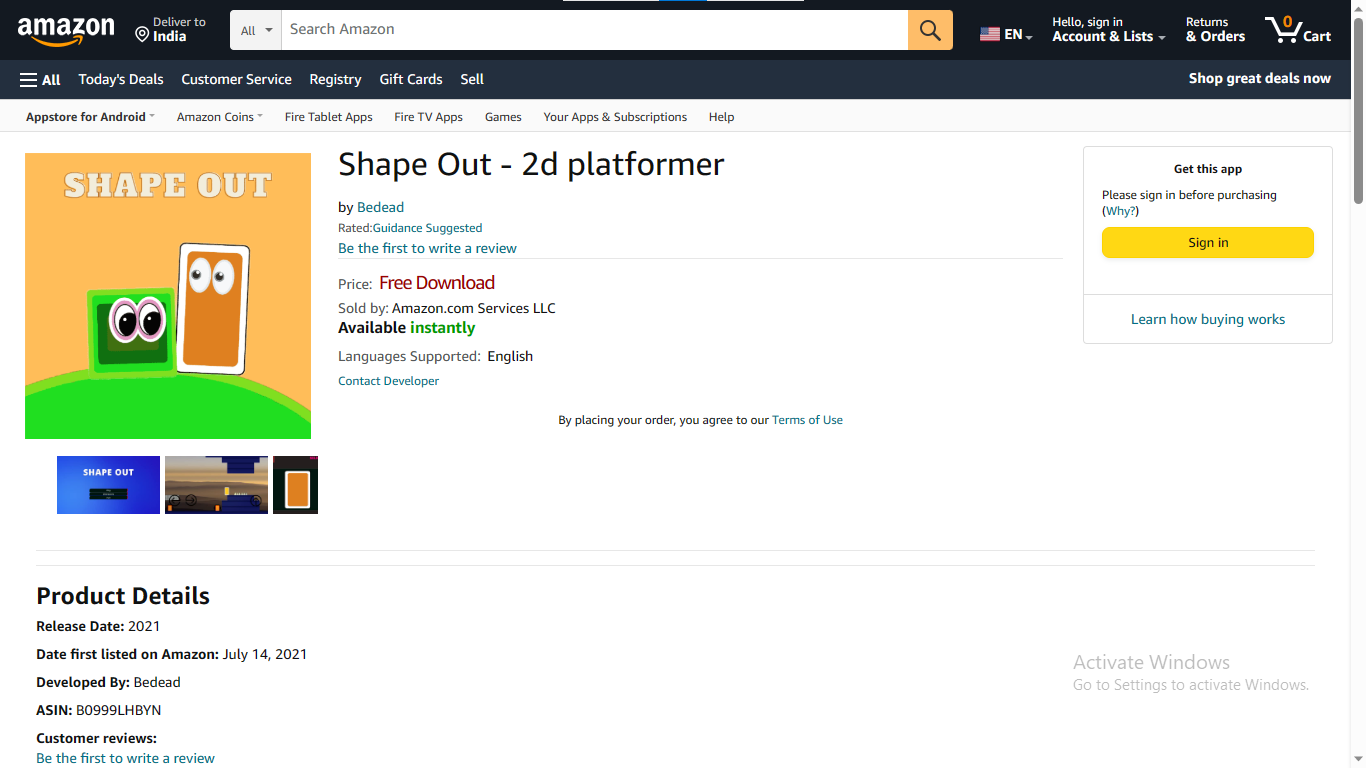 amazon
Deliver to
India
All
Search Amazon
EN
Hello, sign in
Account & Lists
Returns
& Orders
0
Cart
All
Today's Deals
Customer Service
Registry
Gift Cards
Sell
Shop great deals now
Appstore for Android
Amazon Coins
Fire Tablet Apps
Fire TV Apps
Games
Your Apps & Subscriptions
Help
SHAPE OUT
Shape Out - 2d platformer
by Bedead
Rated:Guidance Suggested
Be the first to write a review
Price: Free Download
Sold by: Amazon.com Services LLC
Available instantly
Languages Supported: English
Contact Developer
By placing your order, you agree to our Terms of Use
Get this app
Please sign in before purchasing
(Why?)
Sign in
Learn how buying works
SHAPE OUT
Product Details
Release Date: 2021
Date first listed on Amazon: July 14, 2021
Developed By: Bedead
ASIN: B0999LHBYN
Customer reviews:
Be the first to write a review
Activate Windows
Go to Settings to activate Windows.